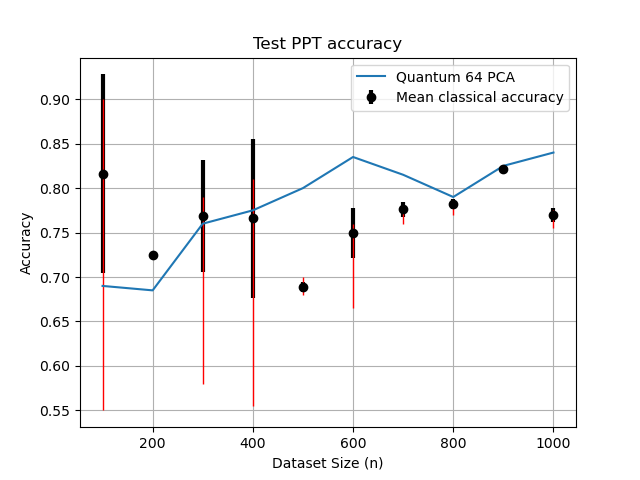 Test PPT accuracy
Quantum 64 PCA
Mean classical accuracy
Accuracy
0.90
0.85
0.80
0.75
0.70
0.65
0.60
0.55
200
400
600
800
1000
Dataset Size (n)